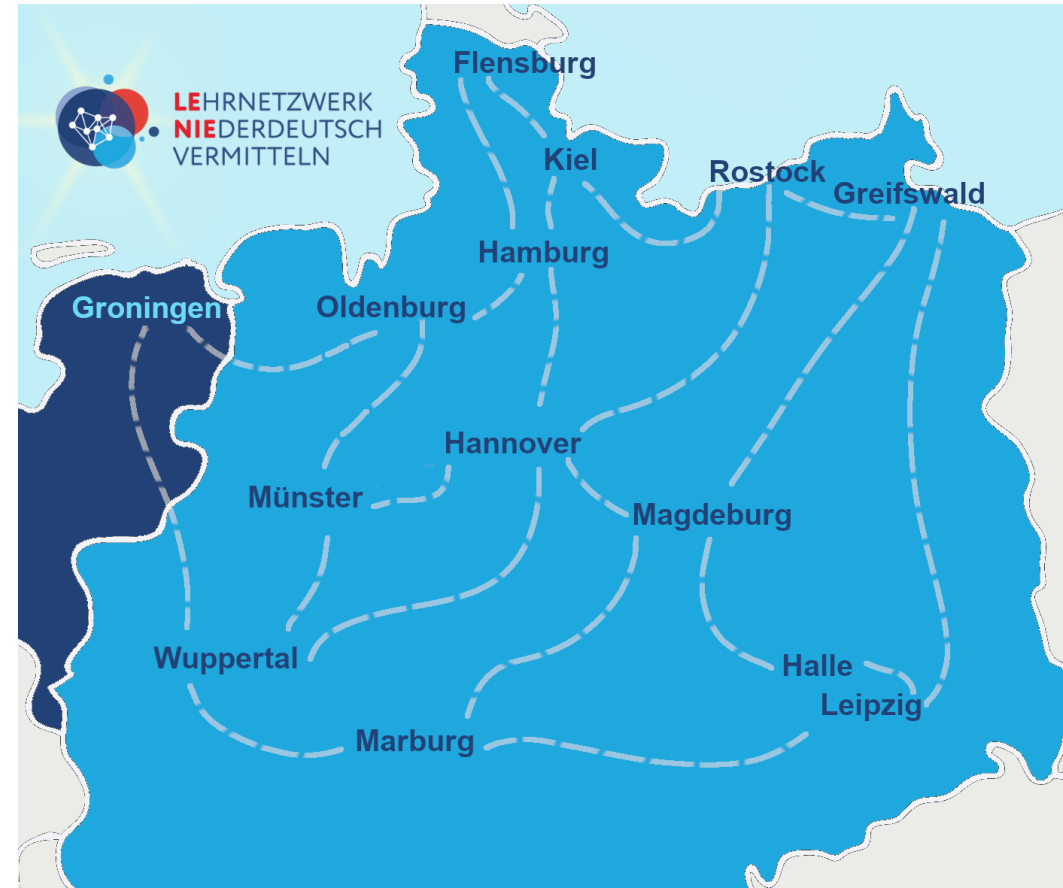 LEHRNETZWERK
NIEDERDEUTSCH
VERMITTELN
Flensburg
Kiel
Rostock
Greifswald
Hamburg
Groningen
Oldenburg
Hannover
Münster
Magdeburg
Wuppertal
Halle
Leipzig
Marburg